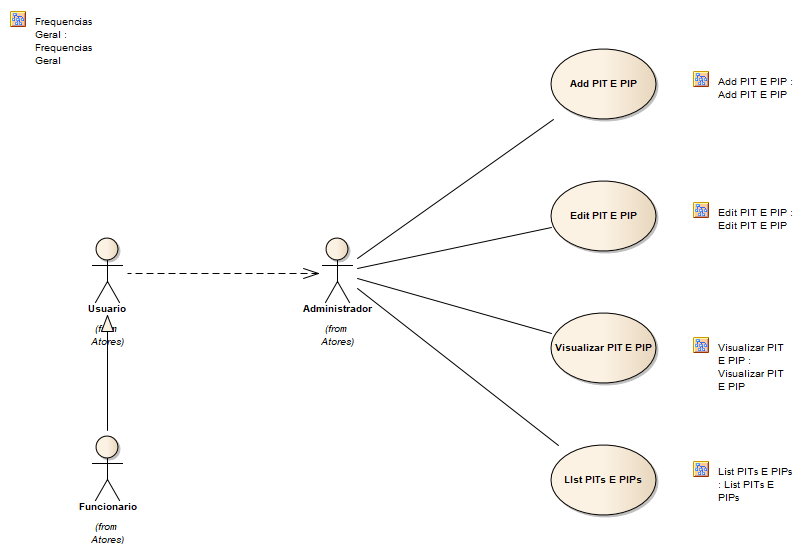 Frequencias
Geral :
Frequencias
Geral
Add PIT E PIP
Add PIT E PIP :
Add PIT E PIP
Edit PIT E PIP
Edit PIT E PIP :
Edit PIT E PIP
Usuario
(from
Atores)
Administrador
(from
Atores)
Visualizar PIT E PIP
Visualizar PIT
E PIP :
Visualizar PIT
E PIP
LIst PITs E PIPs
List PITs E PIPs
: List PITs E
PIPs
Funcionario
(from
Atores)